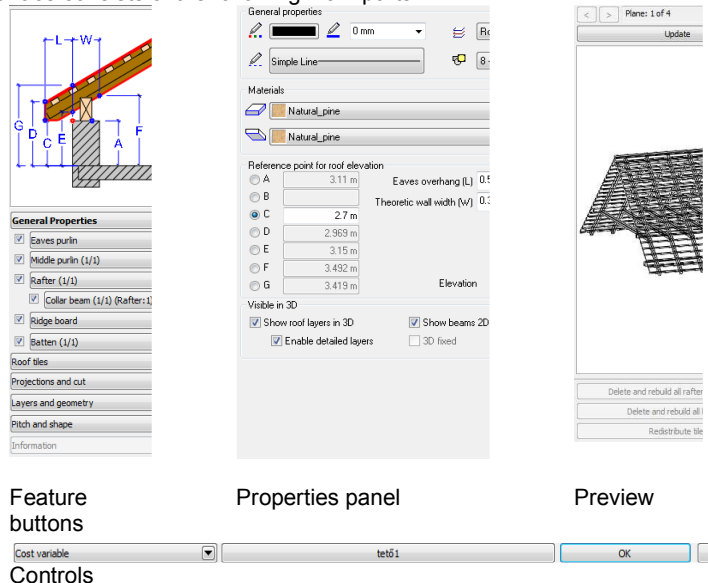 L W
G D C E A F
General Properties
Eaves purlin
Middle purlin (1/1)
Rafter (1/1)
Collar beam (1/1) (Rafter:1
Ridge board
Batten (1/1)
Roof tiles
Projections and cut
Layers and geometry
Pitch and shape
Information
General properties
0 mm
Simple Line
8 -
Materials
Natural_pine
Natural_pine
Reference point for roof elevation
A 3.11 m Eaves overhang (L)
B Theoretic wall width (W)
C 2.7 m
D 2.969 m
E 3.15 m
F 3.492 m
G 3.419 m Elevation
Visible in 3D
Show roof layers in 3D Show beams 2D
Enable detailed layers 3D fixed
< > Plane: 1 of 4
Update
Delete and rebuild all rafter
Delete and rebuild all
Redistribute tile
Feature buttons
Properties panel
Preview
Cost variable tető1 OK
Controls